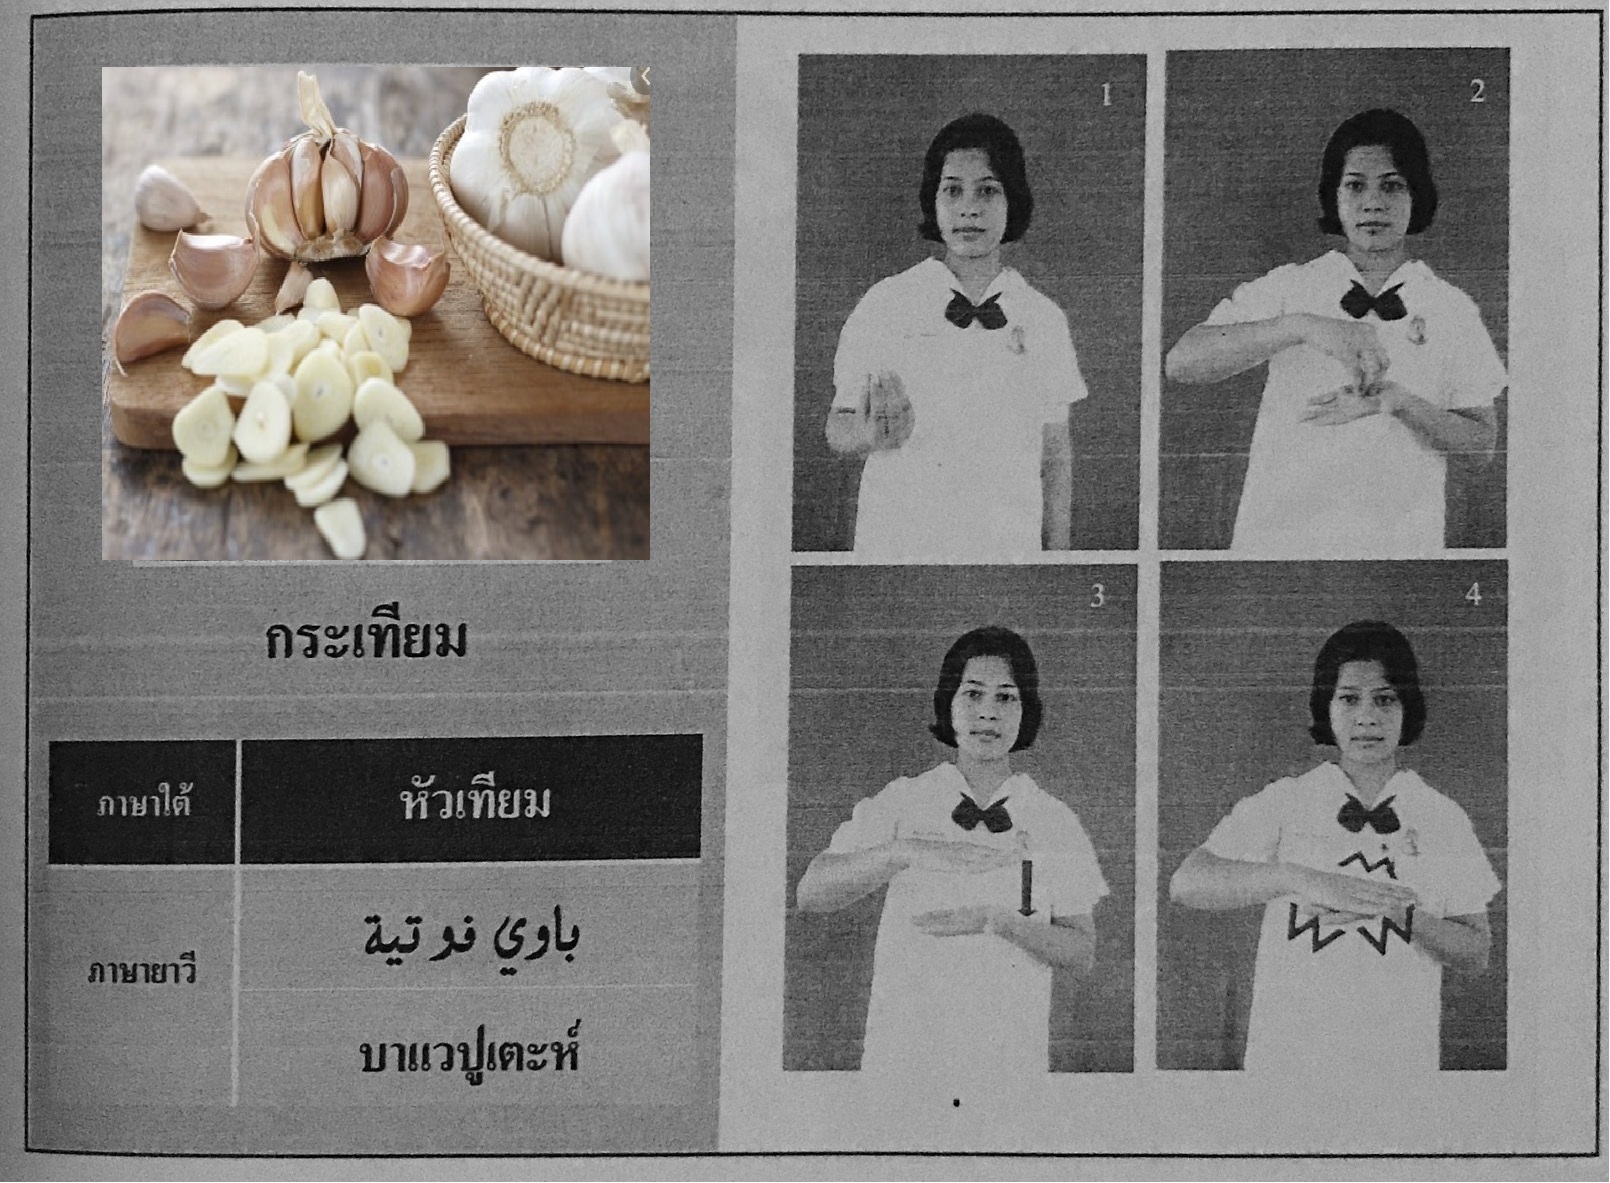 กระเทียม
ภาษาใต้
หัวเทียม
ภาษายาวี
باوي فوتية
บาแวปูเตะห์
1
2
3
4